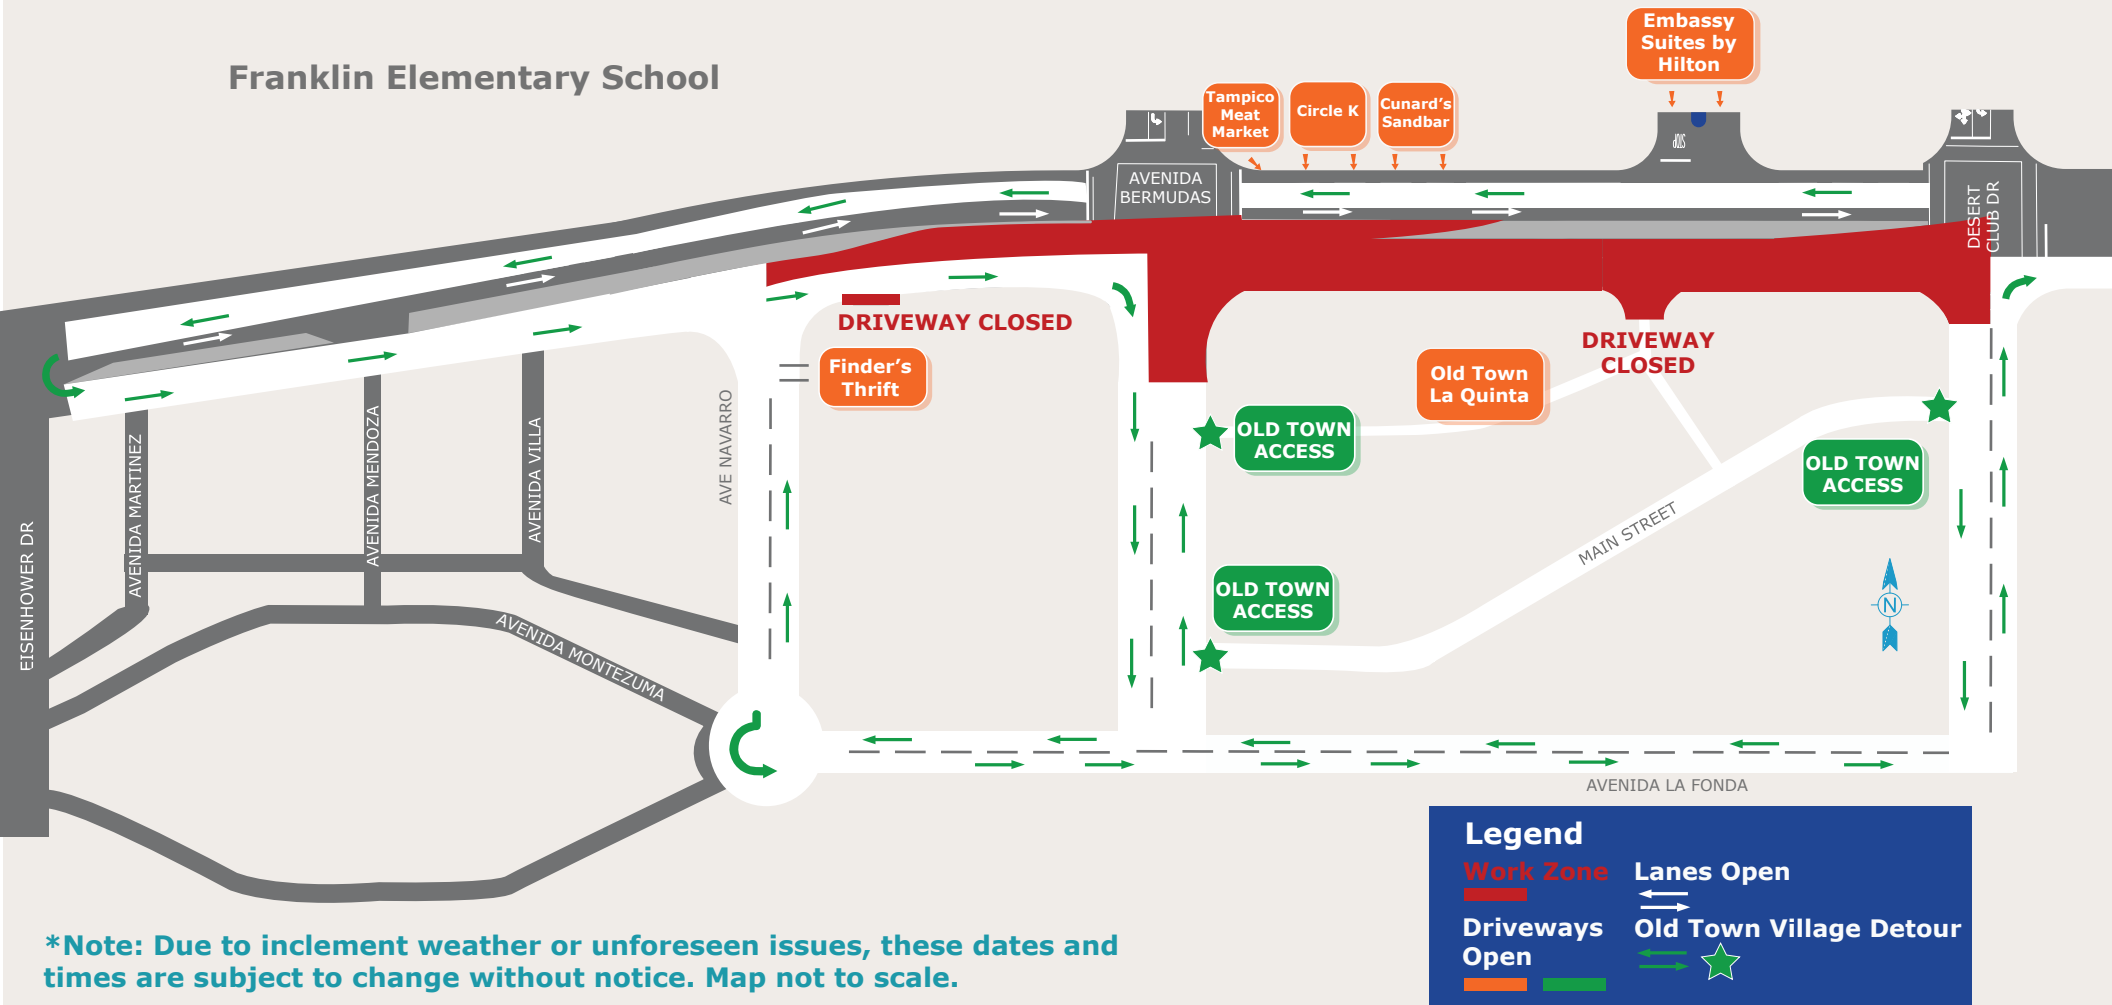 Franklin Elementary School
Embassy
Suites by
Hilton
Tampico
Meat
Market
Circle K
Cunard's
Sandbar
STOP
AVENIDA
BERMUDAS
DESERT
CLUB DR
DRIVEWAY CLOSED
DRIVEWAY
CLOSED
Finder's
Thrift
Old Town
La Quinta
OLD TOWN
ACCESS
OLD TOWN
ACCESS
OLD TOWN
ACCESS
EISENHOWER DR
AVENIDA MARTINEZ
AVENIDA MENDOZA
AVENIDA VILLA
AVE NAVARRO
AVENIDA MONTEZUMA
MAIN STREET
N
AVENIDA LA FONDA
Legend
Work Zone
Lanes Open
Driveways
Open
Old Town Village Detour
*Note: Due to inclement weather or unforeseen issues, these dates and
times are subject to change without notice. Map not to scale.